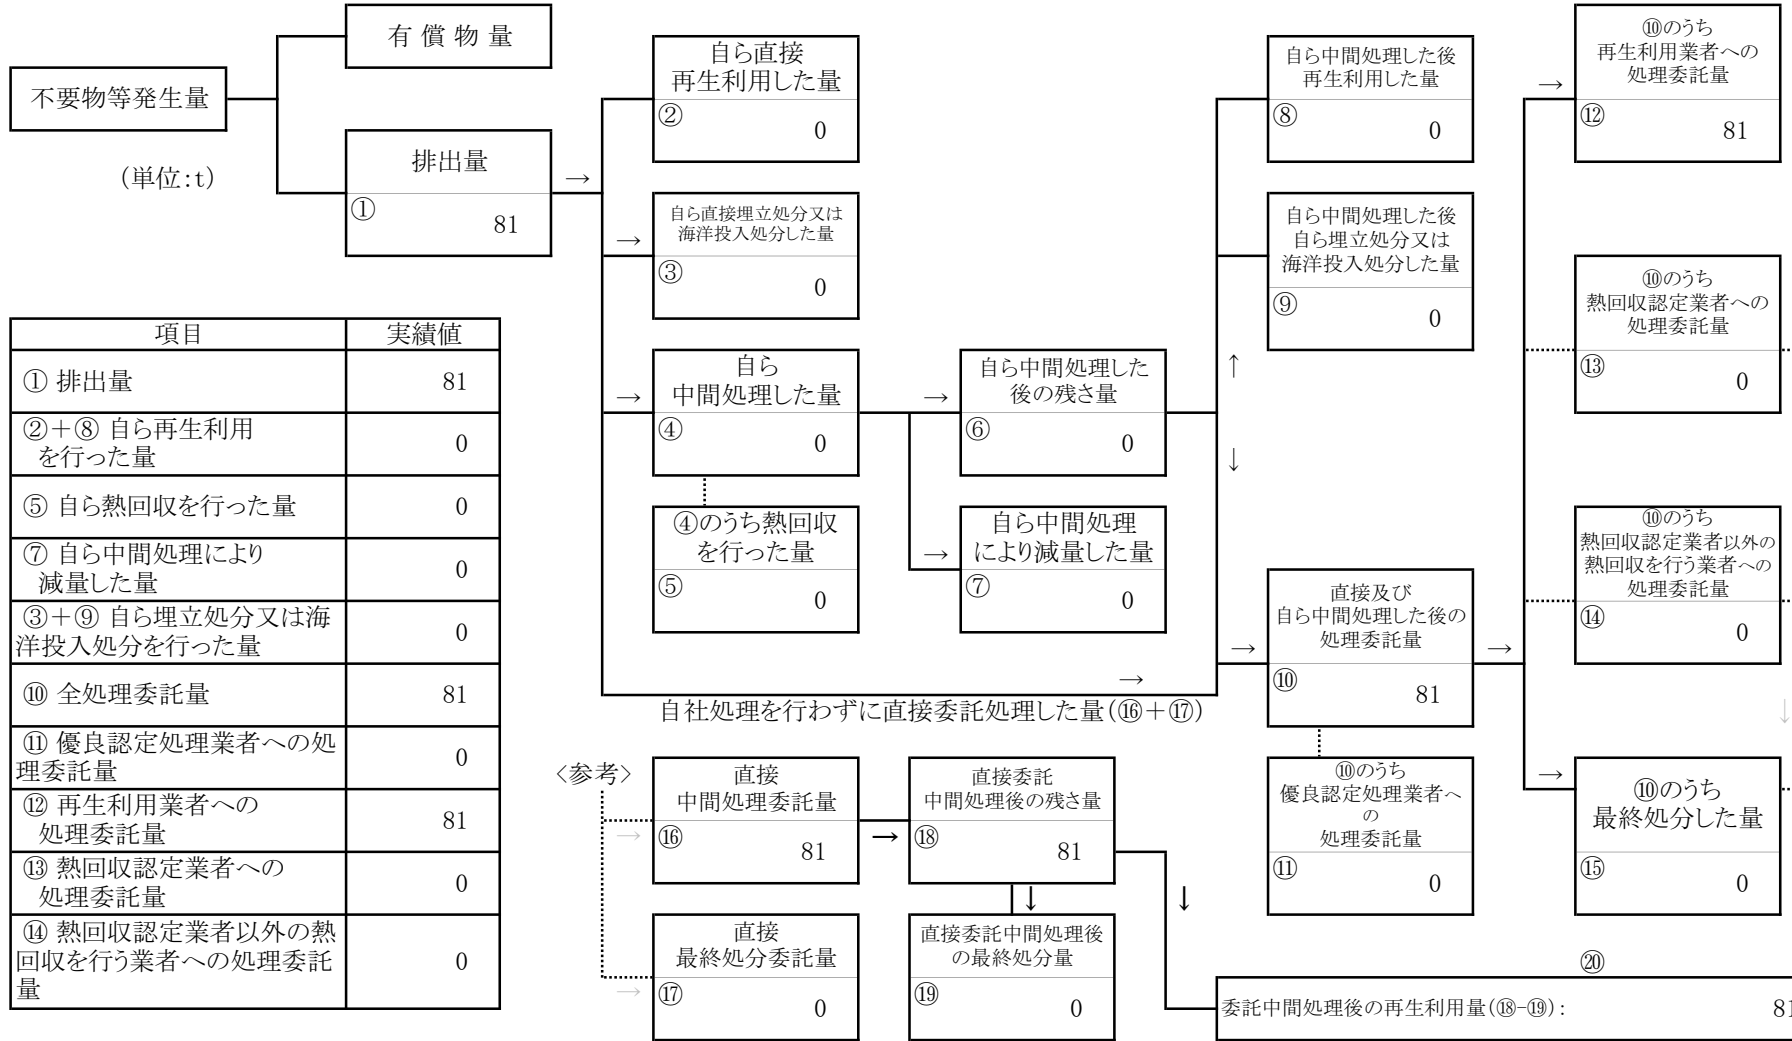 有 償 物 量
不要物等発生量
(単位:t)
排出量
①
81
→
自ら直接
再生利用した量
②
0
→
自ら直接埋立処分又は
海洋投入処分した量
③
0
→
自ら
中間処理した量
④
0
④のうち熱回収
を行った量
⑤
0
→
自ら中間処理した
後の残さ量
⑥
0
→
自ら中間処理
により減量した量
⑦
0
↑
↓
自ら中間処理した後
再生利用した量
⑧
0
自ら中間処理した後
自ら埋立処分又は
海洋投入処分した量
⑨
0
→
→
自社処理を行わずに直接委託処理した量(⑯+⑰)
直接及び
自ら中間処理した後の
処理委託量
⑩
81
⑩のうち
優良認定処理業者へ
の
処理委託量
⑪
0
→
→
⑩のうち
再生利用業者への
処理委託量
⑫
81
⑩のうち
熱回収認定業者への
処理委託量
⑬
0
⑩のうち
熱回収認定業者以外の
熱回収を行う業者への
処理委託量
⑭
0
↓
→
⑩のうち
最終処分した量
⑮
0
項目 実績値
① 排出量 81
②+⑧ 自ら再生利用
を行った量 0
⑤ 自ら熱回収を行った量 0
⑦ 自ら中間処理により
減量した量 0
③+⑨ 自ら埋立処分又は海
洋投入処分を行った量 0
⑩ 全処理委託量 81
⑪ 優良認定処理業者への処
理委託量 0
⑫ 再生利用業者への
処理委託量 81
⑬ 熱回収認定業者への
処理委託量 0
⑭ 熱回収認定業者以外の熱
回収を行う業者への処理委託
量 0
<参考>
→
直接
中間処理委託量
⑯
81
→
直接委託
中間処理後の残さ量
⑱
81
↓
↓
→
直接
最終処分委託量
⑰
0
直接委託中間処理後
の最終処分量
⑲
0
⑳
委託中間処理後の再生利用量(⑱-⑲): 81